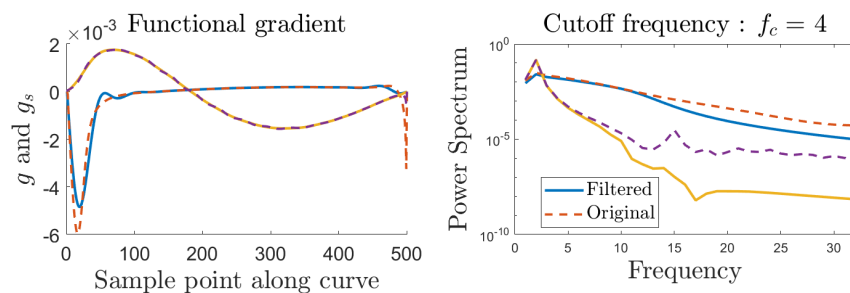 Functional gradient
2
×10⁻³
0
-2
-4
-6
g and gₛ
0
100
200
300
400
500
Sample point along curve
Cutoff frequency : f_c = 4
10⁰
10⁻⁵
10⁻¹⁰
Power Spectrum
Filtered
Original
5
10
15
20
25
30
Frequency